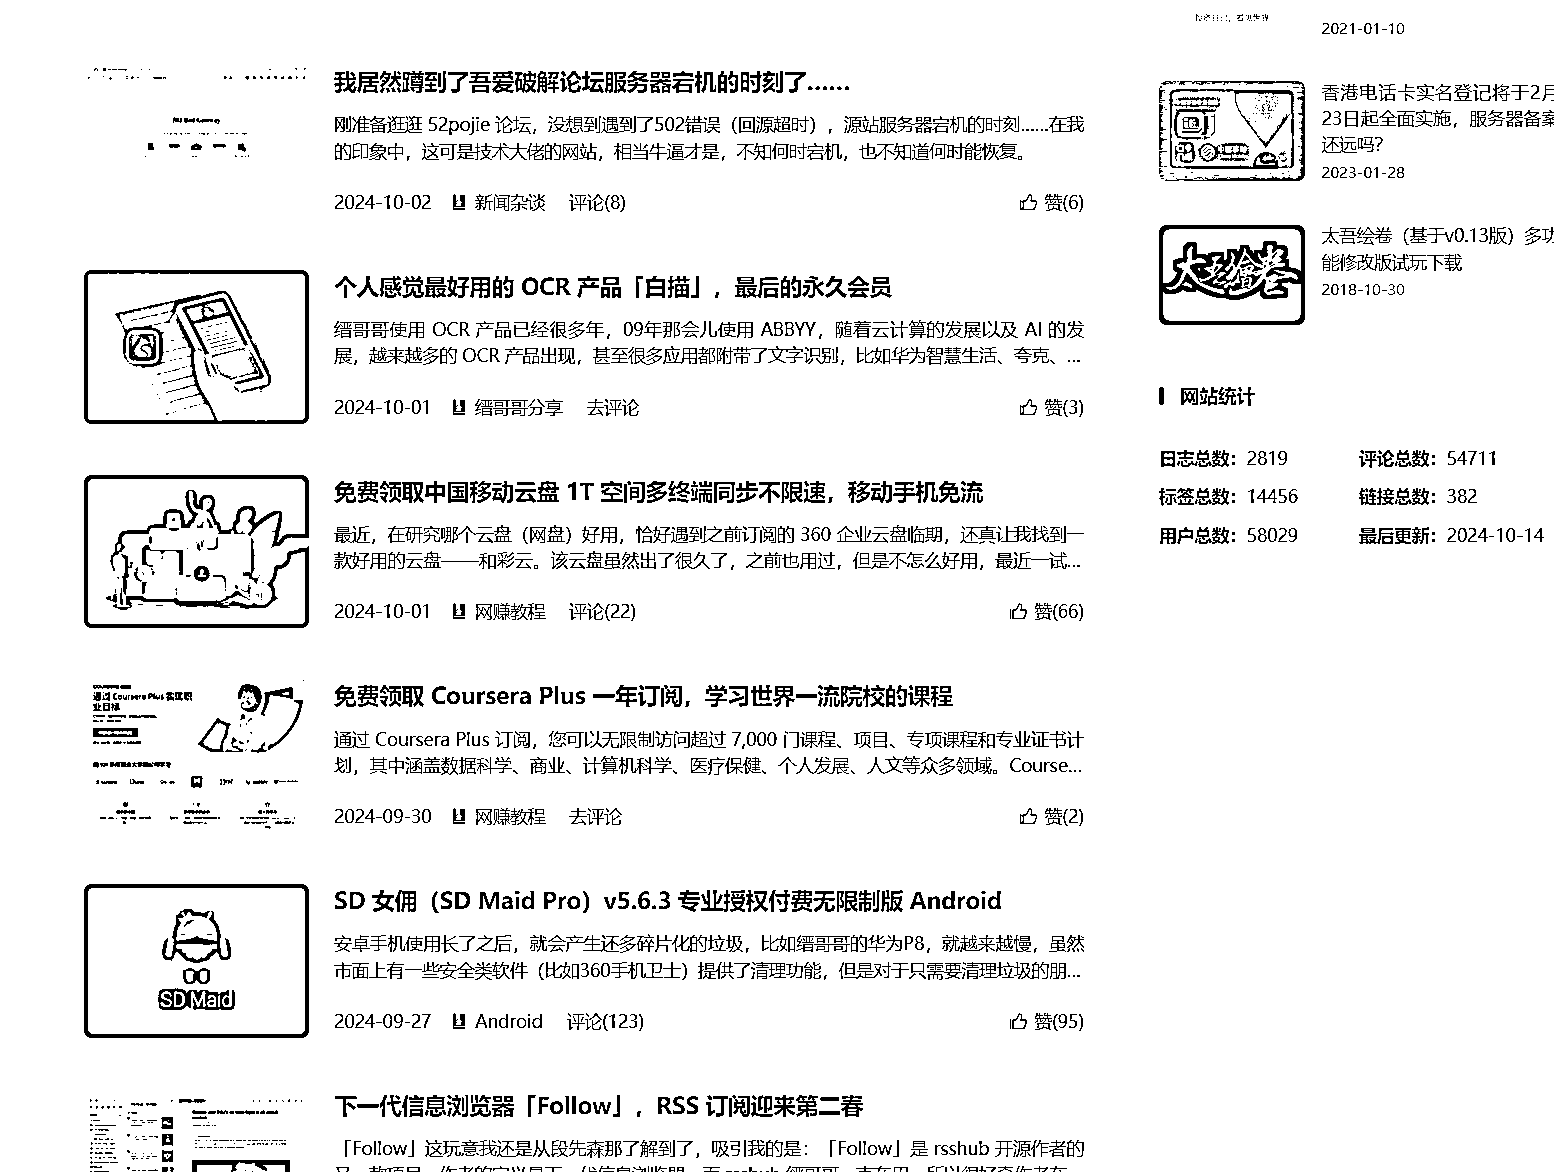 2021-01-10
我居然蹲到了吾爱破解论坛服务器宕机的时刻了……
刚准备逛逛 52pojie 论坛，没想到遇到了502错误（回源超时），源站服务器宕机的时刻……在我
的印象中，这可是技术大佬的网站，相当牛逼才是，不知何时宕机，也不知道何时能恢复。
2024-10-02 新闻杂谈 评论(8) 赞(6)
个人感觉最好用的 OCR 产品「白描」，最后的永久会员
缙哥哥使用 OCR 产品已经很多年，09年那会儿使用 ABBYY，随着云计算的发展以及 AI 的发
展，越来越多的 OCR 产品出现，甚至很多应用都附带了文字识别，比如华为智慧生活、夸克、...
2024-10-01 缙哥哥分享 去评论 赞(3)
免费领取中国移动云盘 1T 空间多终端同步不限速，移动手机免流
最近，在研究哪个云盘（网盘）好用，恰好遇到之前订阅的 360 企业云盘临期，还真让我找到一
款好用的云盘——和彩云。该云盘虽然出了很久了，之前也用过，但是不怎么好用，最近一试...
2024-10-01 网赚教程 评论(22) 赞(66)
通过 Coursera Plus 实现职
业目标
免费领取 Coursera Plus 一年订阅，学习世界一流院校的课程
通过 Coursera Plus 订阅，您可以无限制访问超过 7,000 门课程、项目、专项课程和专业证书计
划，其中涵盖数据科学、商业、计算机科学、医疗保健、个人发展、人文等众多领域。Course...
2024-09-30 网赚教程 去评论 赞(2)
SD Maid
SD 女佣（SD Maid Pro）v5.6.3 专业授权付费无限制版 Android
安卓手机使用长了之后，就会产生还多碎片化的垃圾，比如缙哥哥的华为P8，就越来越慢，虽然
市面上有一些安全类软件（比如360手机卫士）提供了清理功能，但是对于只需要清理垃圾的朋...
2024-09-27 Android 评论(123) 赞(95)
下一代信息浏览器「Follow」，RSS 订阅迎来第二春
「Follow」这玩意我还是从段先森那了解到了，吸引我的是：「Follow」是 rsshub 开源作者的
香港电话卡实名登记将于2月
23日起全面实施，服务器备案
还远吗？
2023-01-28
太吾绘卷
太吾绘卷（基于v0.13版）多功
能修改版试玩下载
2018-10-30
网站统计
日志总数：2819 评论总数：54711
标签总数：14456 链接总数：382
用户总数：58029 最后更新：2024-10-14